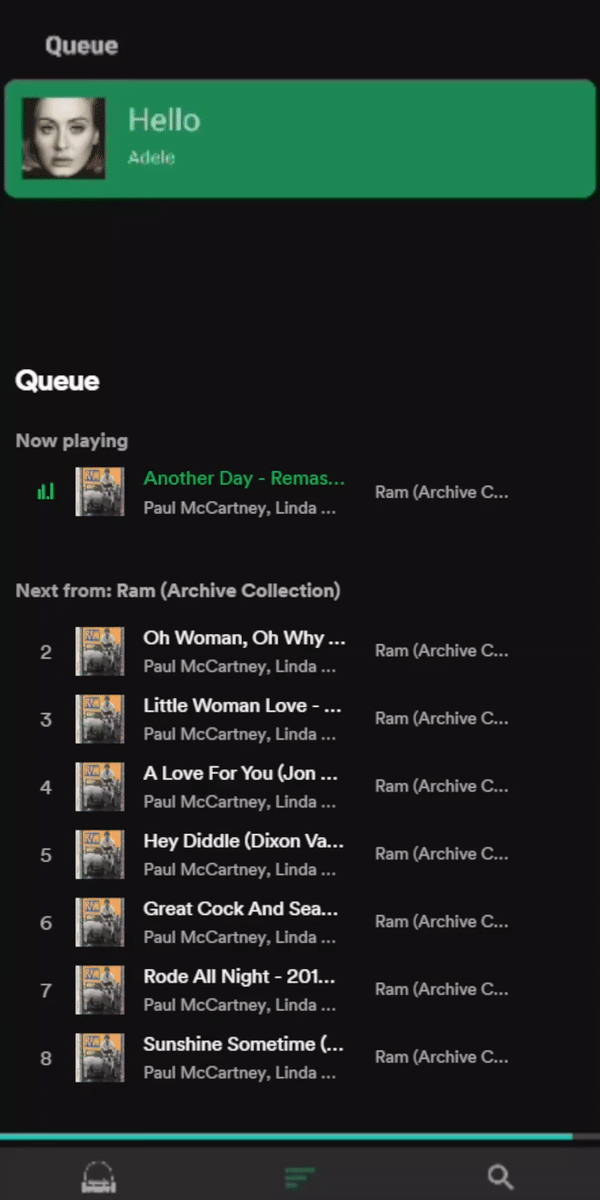 Queue
Hello
Adele
Queue
Now playing
Another Day - Remas...
Paul McCartney, Linda ...
Ram (Archive C...
Next from: Ram (Archive Collection)
2
Oh Woman, Oh Why ...
Paul McCartney, Linda ...
Ram (Archive C...
3
Little Woman Love - ...
Paul McCartney, Linda ...
Ram (Archive C...
4
A Love For You (Jon ...
Paul McCartney, Linda ...
Ram (Archive C...
5
Hey Diddle (Dixon Va...
Paul McCartney, Linda ...
Ram (Archive C...
6
Great Cock And Sea...
Paul McCartney, Linda ...
Ram (Archive C...
7
Rode All Night - 201...
Paul McCartney, Linda ...
Ram (Archive C...
8
Sunshine Sometime (...
Paul McCartney, Linda ...
Ram (Archive C...